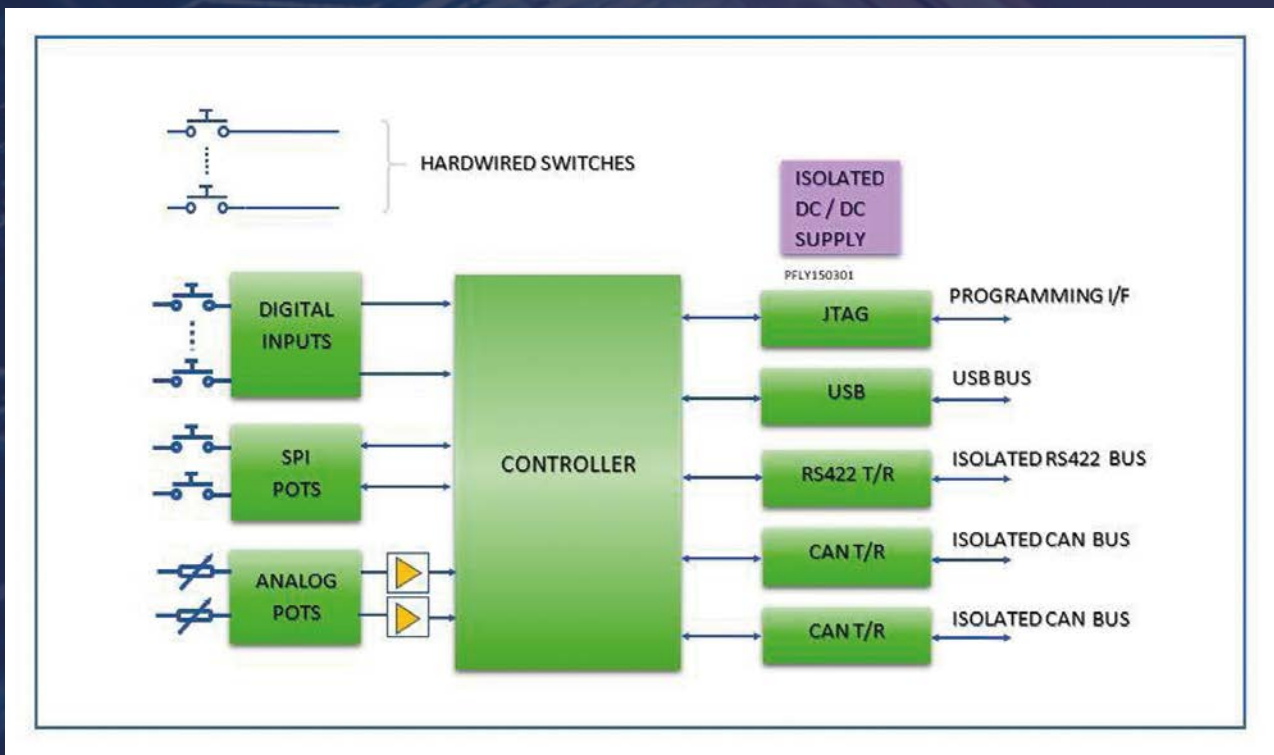 HARDWIRED SWITCHES
ISOLATED
DC / DC
SUPPLY
PFLY150301
DIGITAL
INPUTS
SPI
POTS
ANALOG
POTS
CONTROLLER
JTAG
PROGRAMMING I/F
USB
USB BUS
RS422 T/R
ISOLATED RS422 BUS
CAN T/R
ISOLATED CAN BUS
CAN T/R
ISOLATED CAN BUS